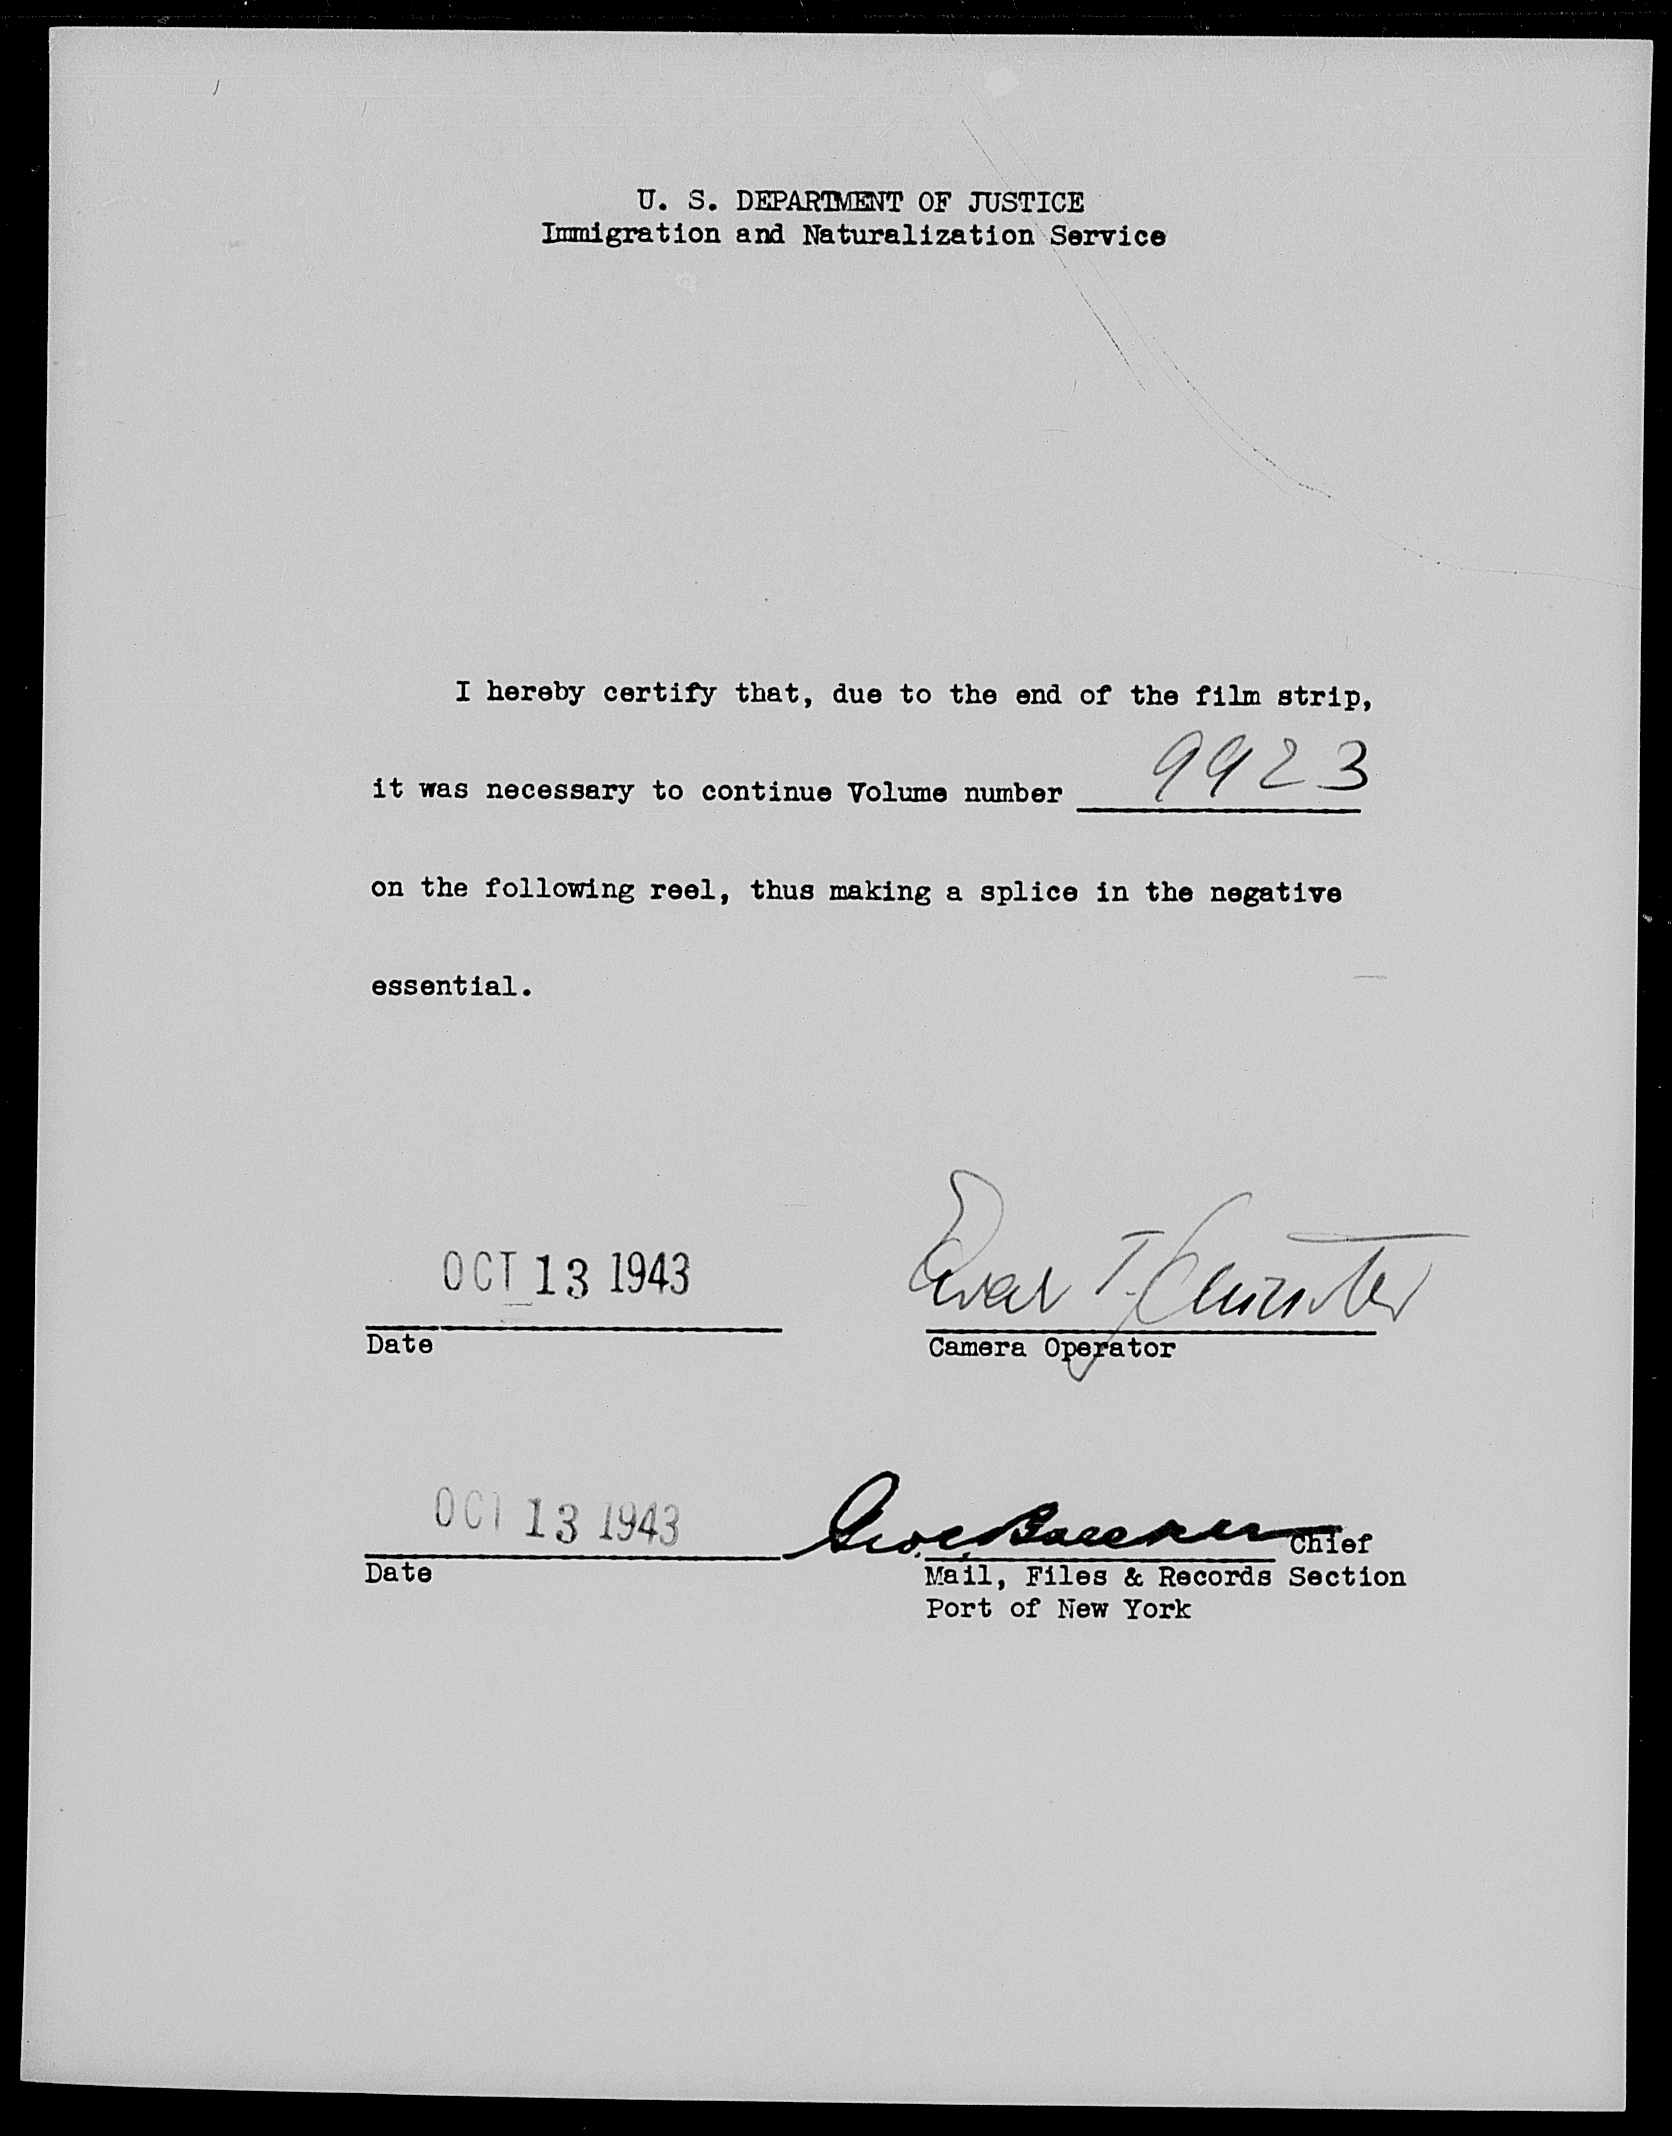 U. S. DEPARTMENT OF JUSTICE
Immigration and Naturalization Service
I hereby certify that, due to the end of the film strip,
it was necessary to continue Volume number 9923
on the following reel, thus making a splice in the negative
essential.
OCT 13 1943
Date
Camera Operator
OCT 13 1943
Geo. Chief
Date
Mail, Files & Records Section
Port of New York